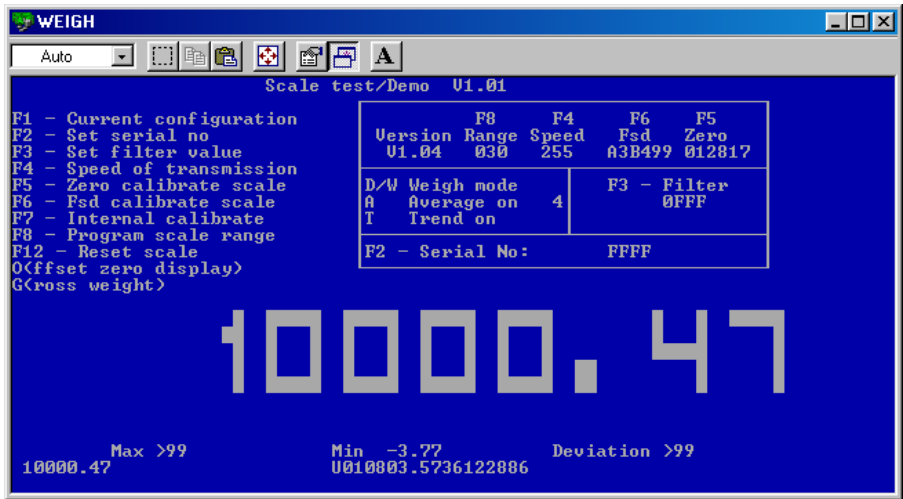 WEIGH
Auto
A
Scale test/Demo V1.01
F1 - Current configuration
F2 - Set serial no
F3 - Set filter value
F4 - Speed of transmission
F5 - Zero calibrate scale
F6 - Fsd calibrate scale
F7 - Internal calibrate
F8 - Program scale range
F12 - Reset scale
O(ffset zero display)
G(ross weight)
F8 F4 F6 F5
Version Range Speed Fsd Zero
V1.04 030 255 A3B499 012817
D/W Weigh mode
A Average on 4
T Trend on
F3 - Filter
0FFF
F2 - Serial No: FFFF
10000.47
Max >99 Min -3.77 Deviation >99
10000.47 U010803.5736122886